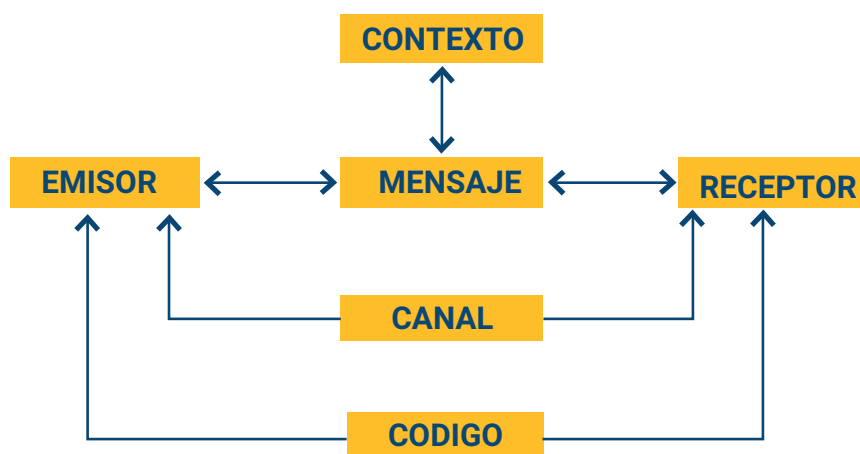 CONTEXTO
EMISOR
MENSAJE
RECEPTOR
CANAL
CODIGO